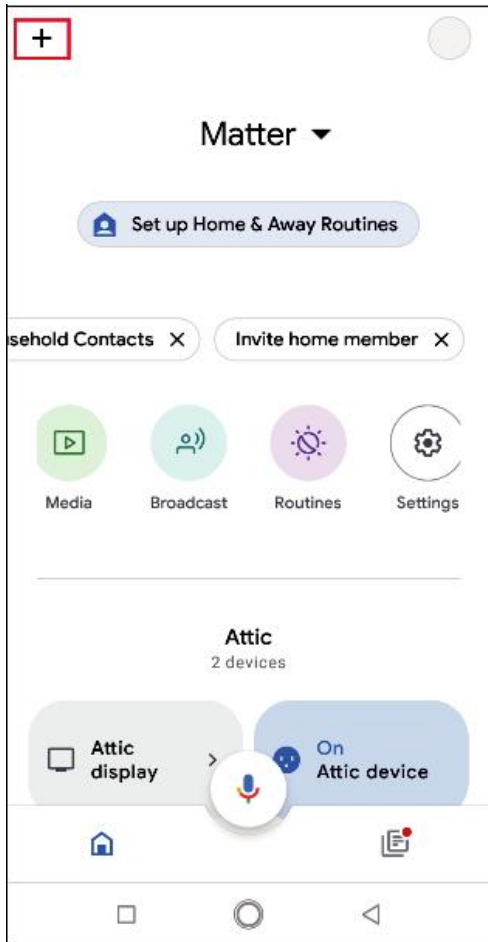 +
Matter
Set up Home & Away Routines
sehold Contacts X Invite home member X
Media Broadcast Routines Settings
Attic
2 devices
Attic
display
On
Attic device